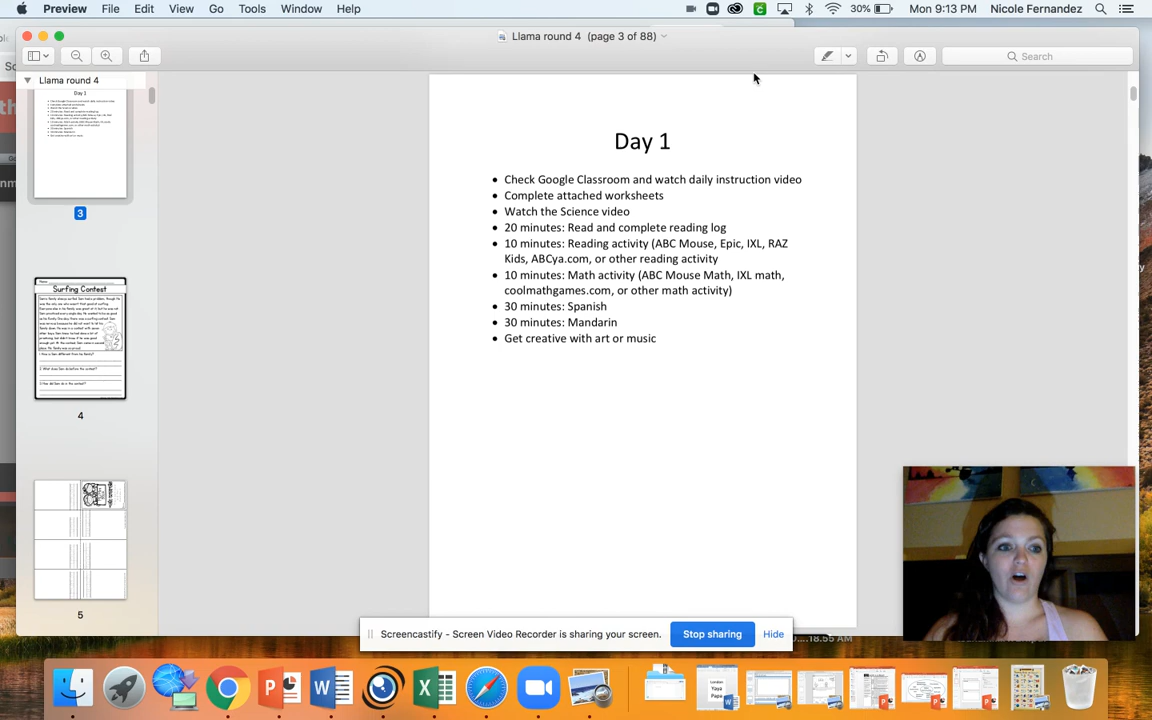 Preview File Edit View Go Tools Window Help 30% Mon 9:13 PM Nicole Fernandez
Llama round 4 (page 3 of 88)
Search
Llama round 4
Day 1
3
Surfing Contest
4
5
Day 1
• Check Google Classroom and watch daily instruction video
• Complete attached worksheets
• Watch the Science video
• 20 minutes: Read and complete reading log
• 10 minutes: Reading activity (ABC Mouse, Epic, IXL, RAZ
Kids, ABCya.com, or other reading activity
• 10 minutes: Math activity (ABC Mouse Math, IXL math,
coolmathgames.com, or other math activity)
• 30 minutes: Spanish
• 30 minutes: Mandarin
• Get creative with art or music
Screencastify - Screen Video Recorder is sharing your screen. Stop sharing Hide
London
Yaya
Papa